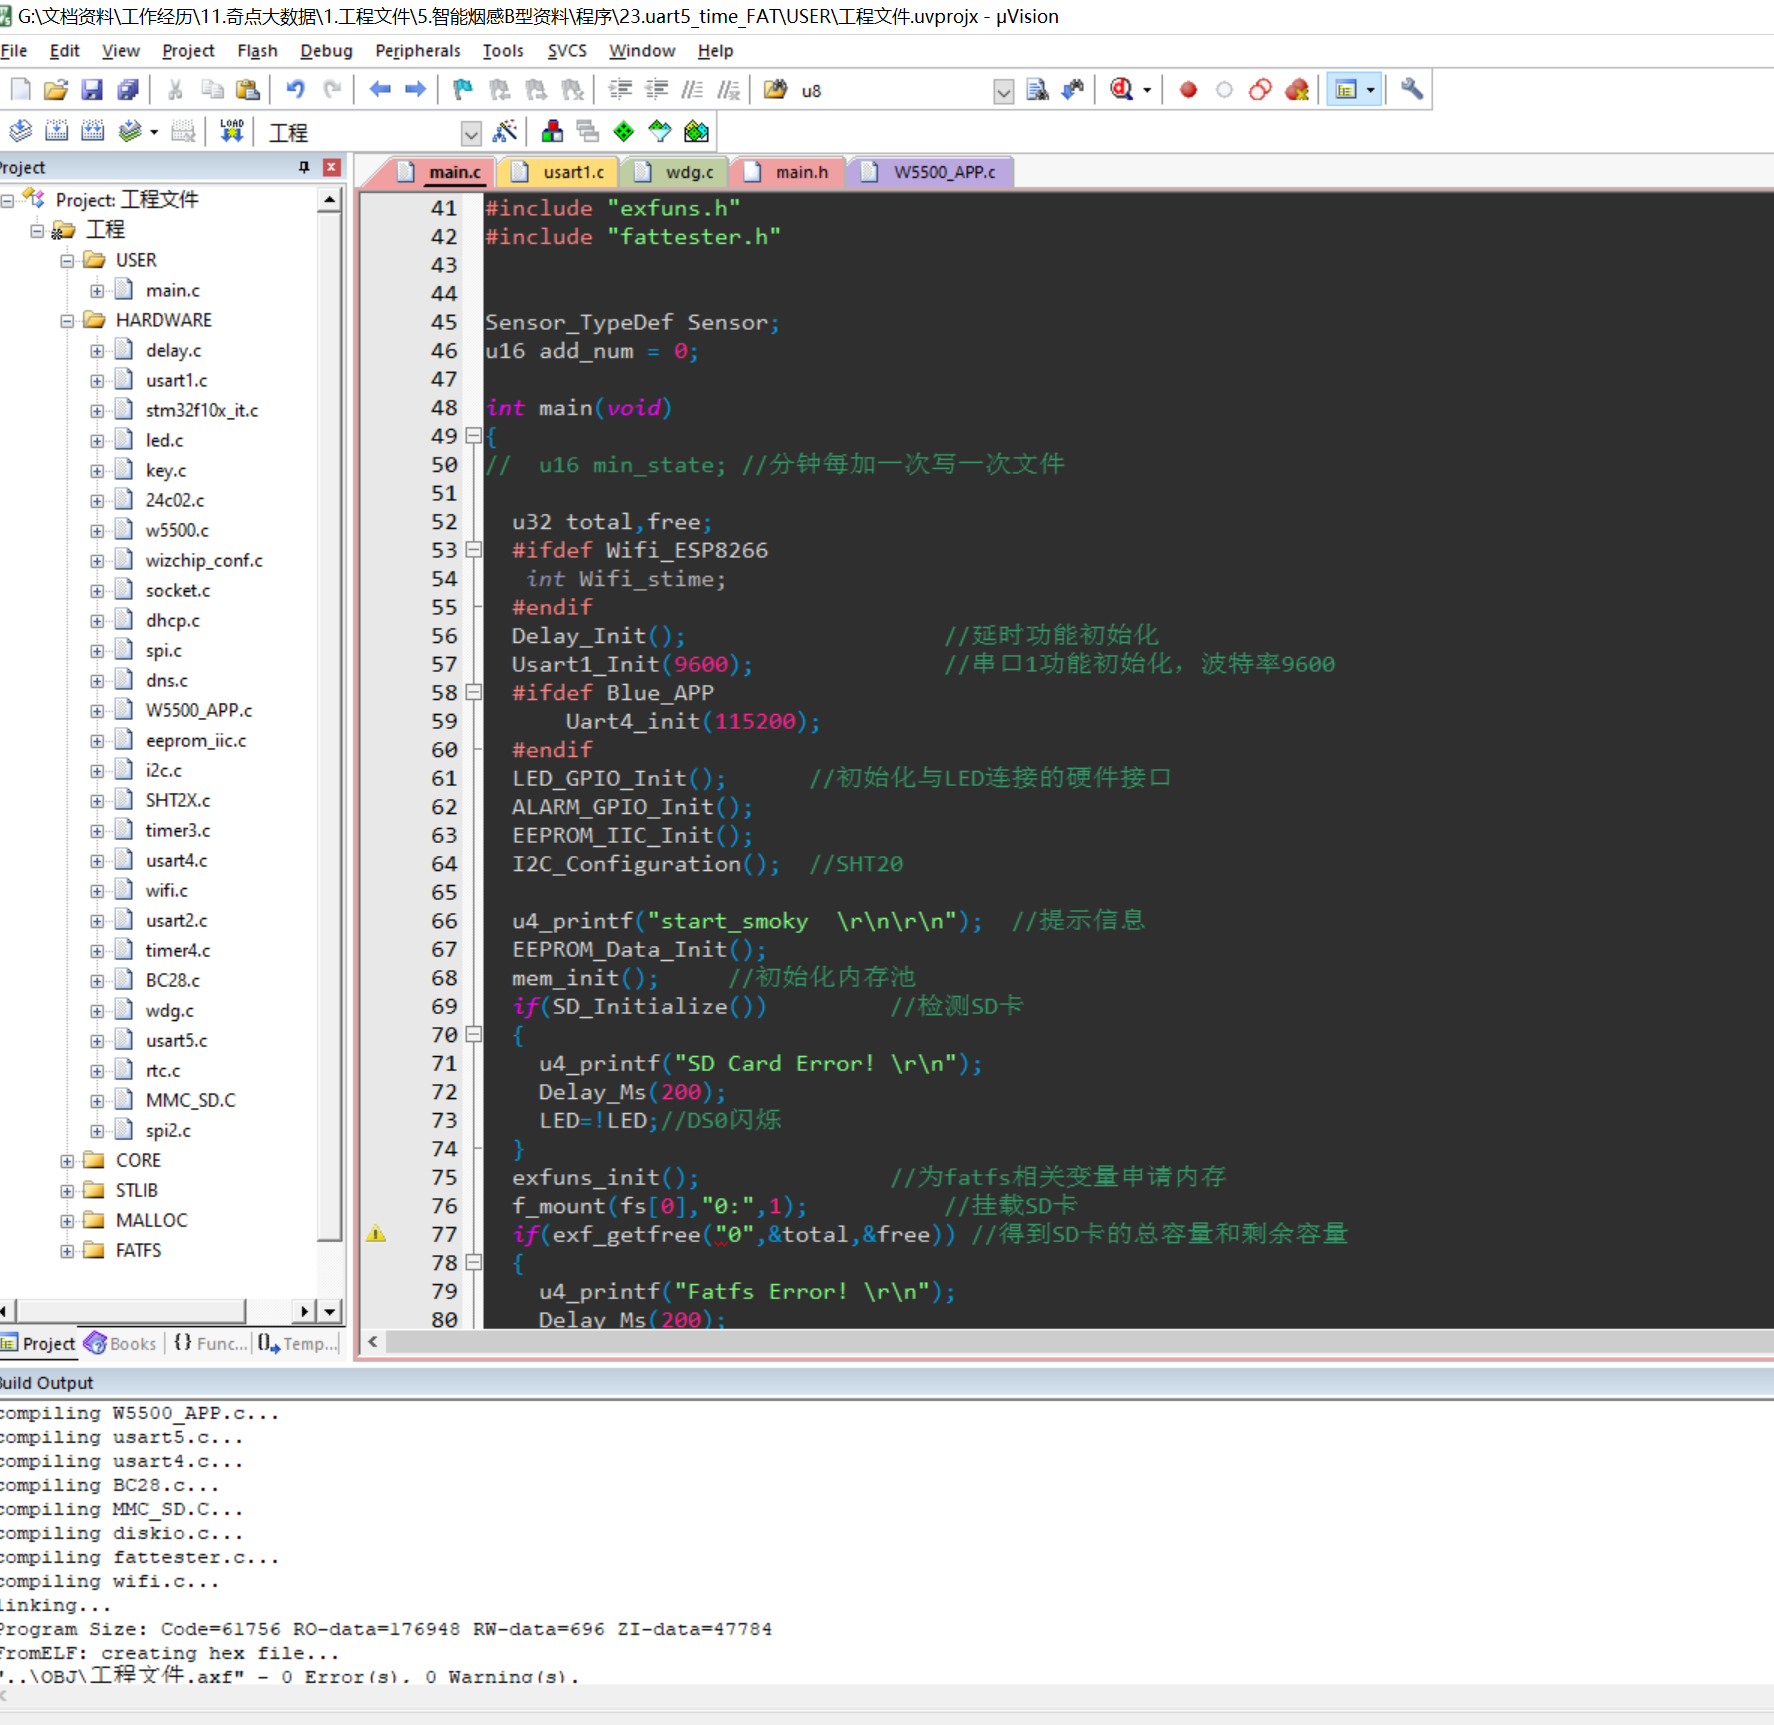 G:\文档资料\工作经历\11.奇点大数据\1.工程文件\5.智能烟感B型资料\程序\23.uart5_time_FAT\USER\工程文件.uvprojx - µVision
File Edit View Project Flash Debug Peripherals Tools SVCS Window Help
u8
LOAD 工程
Project
Project: 工程文件
工程
USER
main.c
HARDWARE
delay.c
usart1.c
stm32f10x_it.c
led.c
key.c
24c02.c
w5500.c
wizchip_conf.c
socket.c
dhcp.c
spi.c
dns.c
W5500_APP.c
eeprom_iic.c
i2c.c
SHT2X.c
timer3.c
usart4.c
wifi.c
usart2.c
timer4.c
BC28.c
wdg.c
usart5.c
rtc.c
MMC_SD.C
spi2.c
CORE
STLIB
MALLOC
FATFS
Project Books {} Func... Temp...
main.c usart1.c wdg.c main.h W5500_APP.c
41 #include "exfuns.h"
42 #include "fattester.h"
43
44
45 Sensor_TypeDef Sensor;
46 u16 add_num = 0;
47
48 int main(void)
49 {
50 //  u16 min_state; //分钟每加一次写一次文件
51
52 u32 total,free;
53 #ifdef Wifi_ESP8266
54 int Wifi_stime;
55 #endif
56 Delay_Init(); //延时功能初始化
57 Usart1_Init(9600); //串口1功能初始化，波特率9600
58 #ifdef Blue_APP
59 Uart4_init(115200);
60 #endif
61 LED_GPIO_Init(); //初始化与LED连接的硬件接口
62 ALARM_GPIO_Init();
63 EEPROM_IIC_Init();
64 I2C_Configuration(); //SHT20
65
66 u4_printf("start_smoky  \r\n\r\n"); //提示信息
67 EEPROM_Data_Init();
68 mem_init(); //初始化内存池
69 if(SD_Initialize()) //检测SD卡
70 {
71 u4_printf("SD Card Error! \r\n");
72 Delay_Ms(200);
73 LED=!LED;//DS0闪烁
74 }
75 exfuns_init(); //为fatfs相关变量申请内存
76 f_mount(fs[0],"0:",1); //挂载SD卡
77 if(exf_getfree("0",&total,&free)) //得到SD卡的总容量和剩余容量
78 {
79 u4_printf("Fatfs Error! \r\n");
80 Delay_Ms(200);
Build Output
compiling W5500_APP.c...
compiling usart5.c...
compiling usart4.c...
compiling BC28.c...
compiling MMC_SD.C...
compiling diskio.c...
compiling fattester.c...
compiling wifi.c...
linking...
Program Size: Code=61756 RO-data=176948 RW-data=696 ZI-data=47784
FromELF: creating hex file...
"..\OBJ\工程文件.axf" - 0 Error(s), 0 Warning(s).